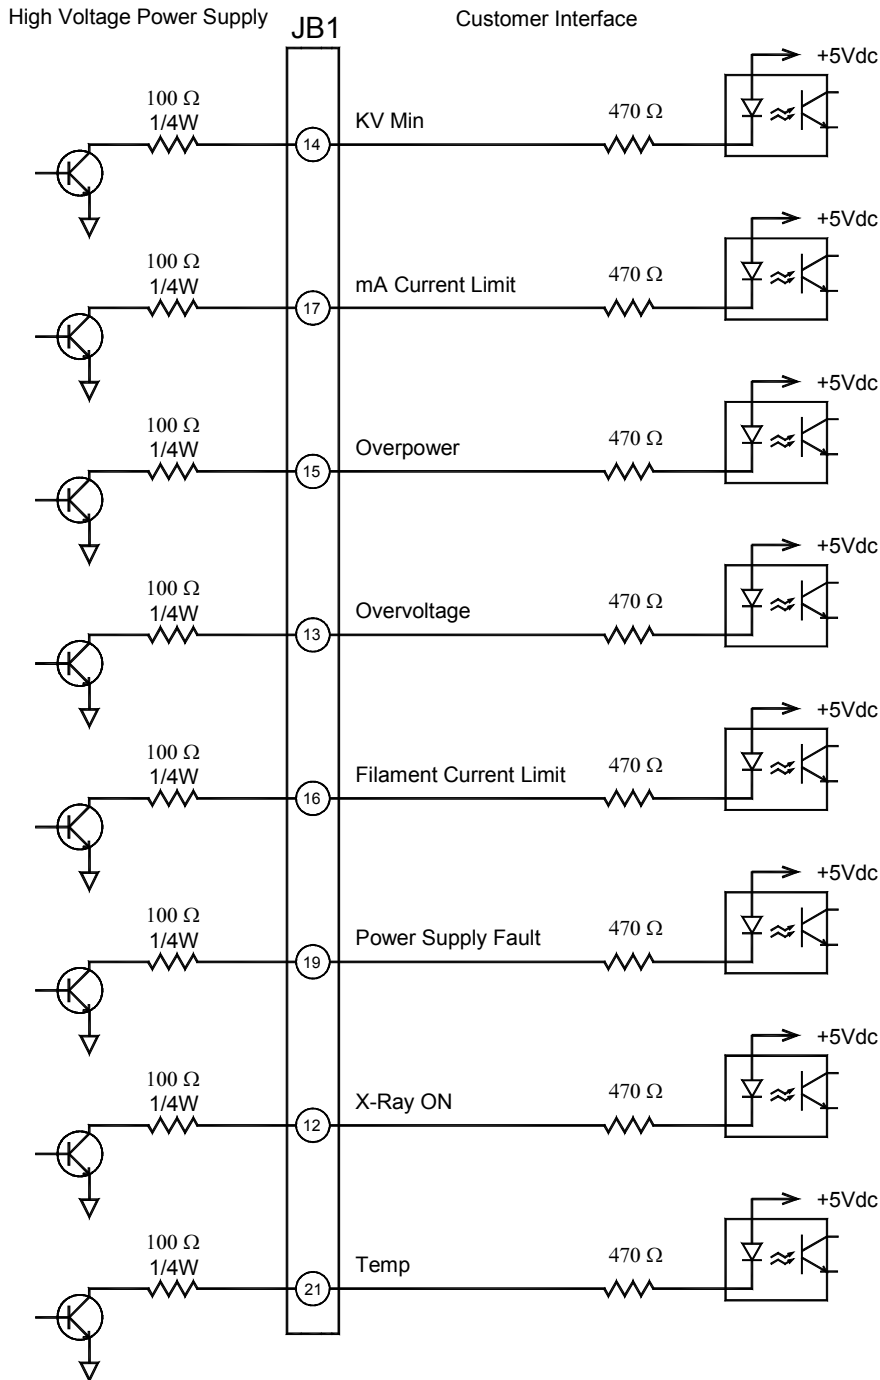 High Voltage Power Supply
JB1
Customer Interface
+5Vdc
100 Ω
1/4W
14
KV Min
470 Ω
+5Vdc
100 Ω
1/4W
17
mA Current Limit
470 Ω
+5Vdc
100 Ω
1/4W
15
Overpower
470 Ω
+5Vdc
100 Ω
1/4W
13
Overvoltage
470 Ω
+5Vdc
100 Ω
1/4W
16
Filament Current Limit
470 Ω
+5Vdc
100 Ω
1/4W
19
Power Supply Fault
470 Ω
+5Vdc
100 Ω
1/4W
12
X-Ray ON
470 Ω
+5Vdc
100 Ω
1/4W
21
Temp
470 Ω